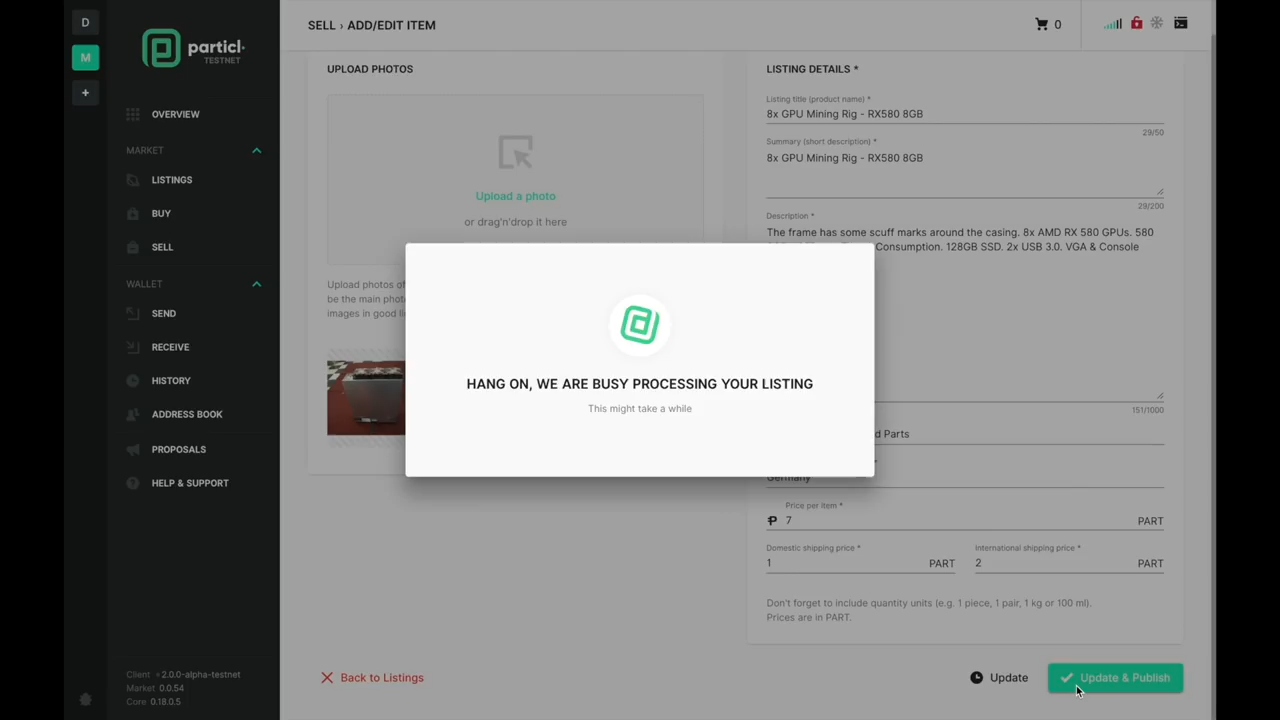 D
M
+
particl
TESTNET
OVERVIEW
MARKET
LISTINGS
BUY
SELL
WALLET
SEND
RECEIVE
HISTORY
ADDRESS BOOK
PROPOSALS
HELP & SUPPORT
Client 2.0.0-alpha-testnet
Market 0.0.54
Core 0.18.0.5
SELL › ADD/EDIT ITEM
0
UPLOAD PHOTOS
Upload a photo
or drag'n'drop it here
Upload photos of
be the main phot
images in good li
HANG ON, WE ARE BUSY PROCESSING YOUR LISTING
This might take a while
LISTING DETAILS *
Listing title (product name) *
8x GPU Mining Rig - RX580 8GB
29/50
Summary (short description) *
8x GPU Mining Rig - RX580 8GB
29/200
Description *
The frame has some scuff marks around the casing. 8x AMD RX 580 GPUs. 580
Consumption. 128GB SSD. 2x USB 3.0. VGA & Console
151/1000
d Parts
Germany
Price per item *
7 PART
Domestic shipping price *
1 PART
International shipping price *
2 PART
Don't forget to include quantity units (e.g. 1 piece, 1 pair, 1 kg or 100 ml).
Prices are in PART.
Back to Listings
Update
Update & Publish